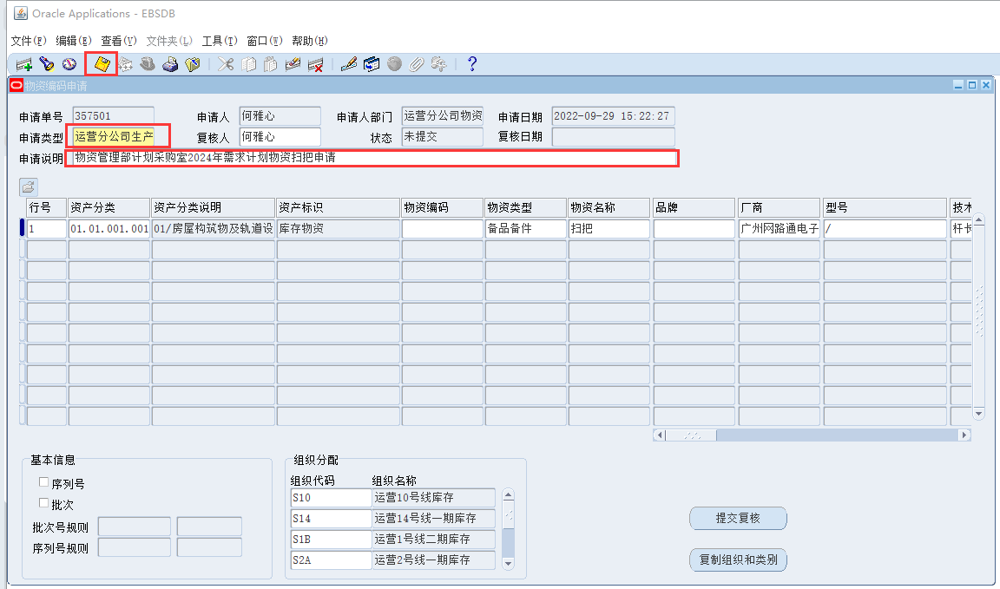 Oracle Applications - EBSDB
文件(F) 编辑(E) 查看(V) 文件夹(L) 工具(T) 窗口(W) 帮助(H)
?
物资编码申请
申请单号 357501 申请人 何雅心 申请人部门 运营分公司物资 申请日期 2022-09-29 15:22:27
申请类型 运营分公司生产 复核人 何雅心 状态 未提交 复核日期
申请说明 物资管理部计划采购室2024年需求计划物资扫把申请
行号 资产分类 资产分类说明 资产标识 物资编码 物资类型 物资名称 品牌 厂商 型号 技术
1 01.01.001.001 01/房屋构筑物及轨道设 库存物资 备品备件 扫把 广州网路通电子 / 杆长
基本信息
序列号
批次
批次号规则
序列号规则
组织分配
组织代码 组织名称
S10 运营10号线库存
S14 运营14号线一期库存
S1B 运营1号线二期库存
S2A 运营2号线一期库存
提交复核
复制组织和类别